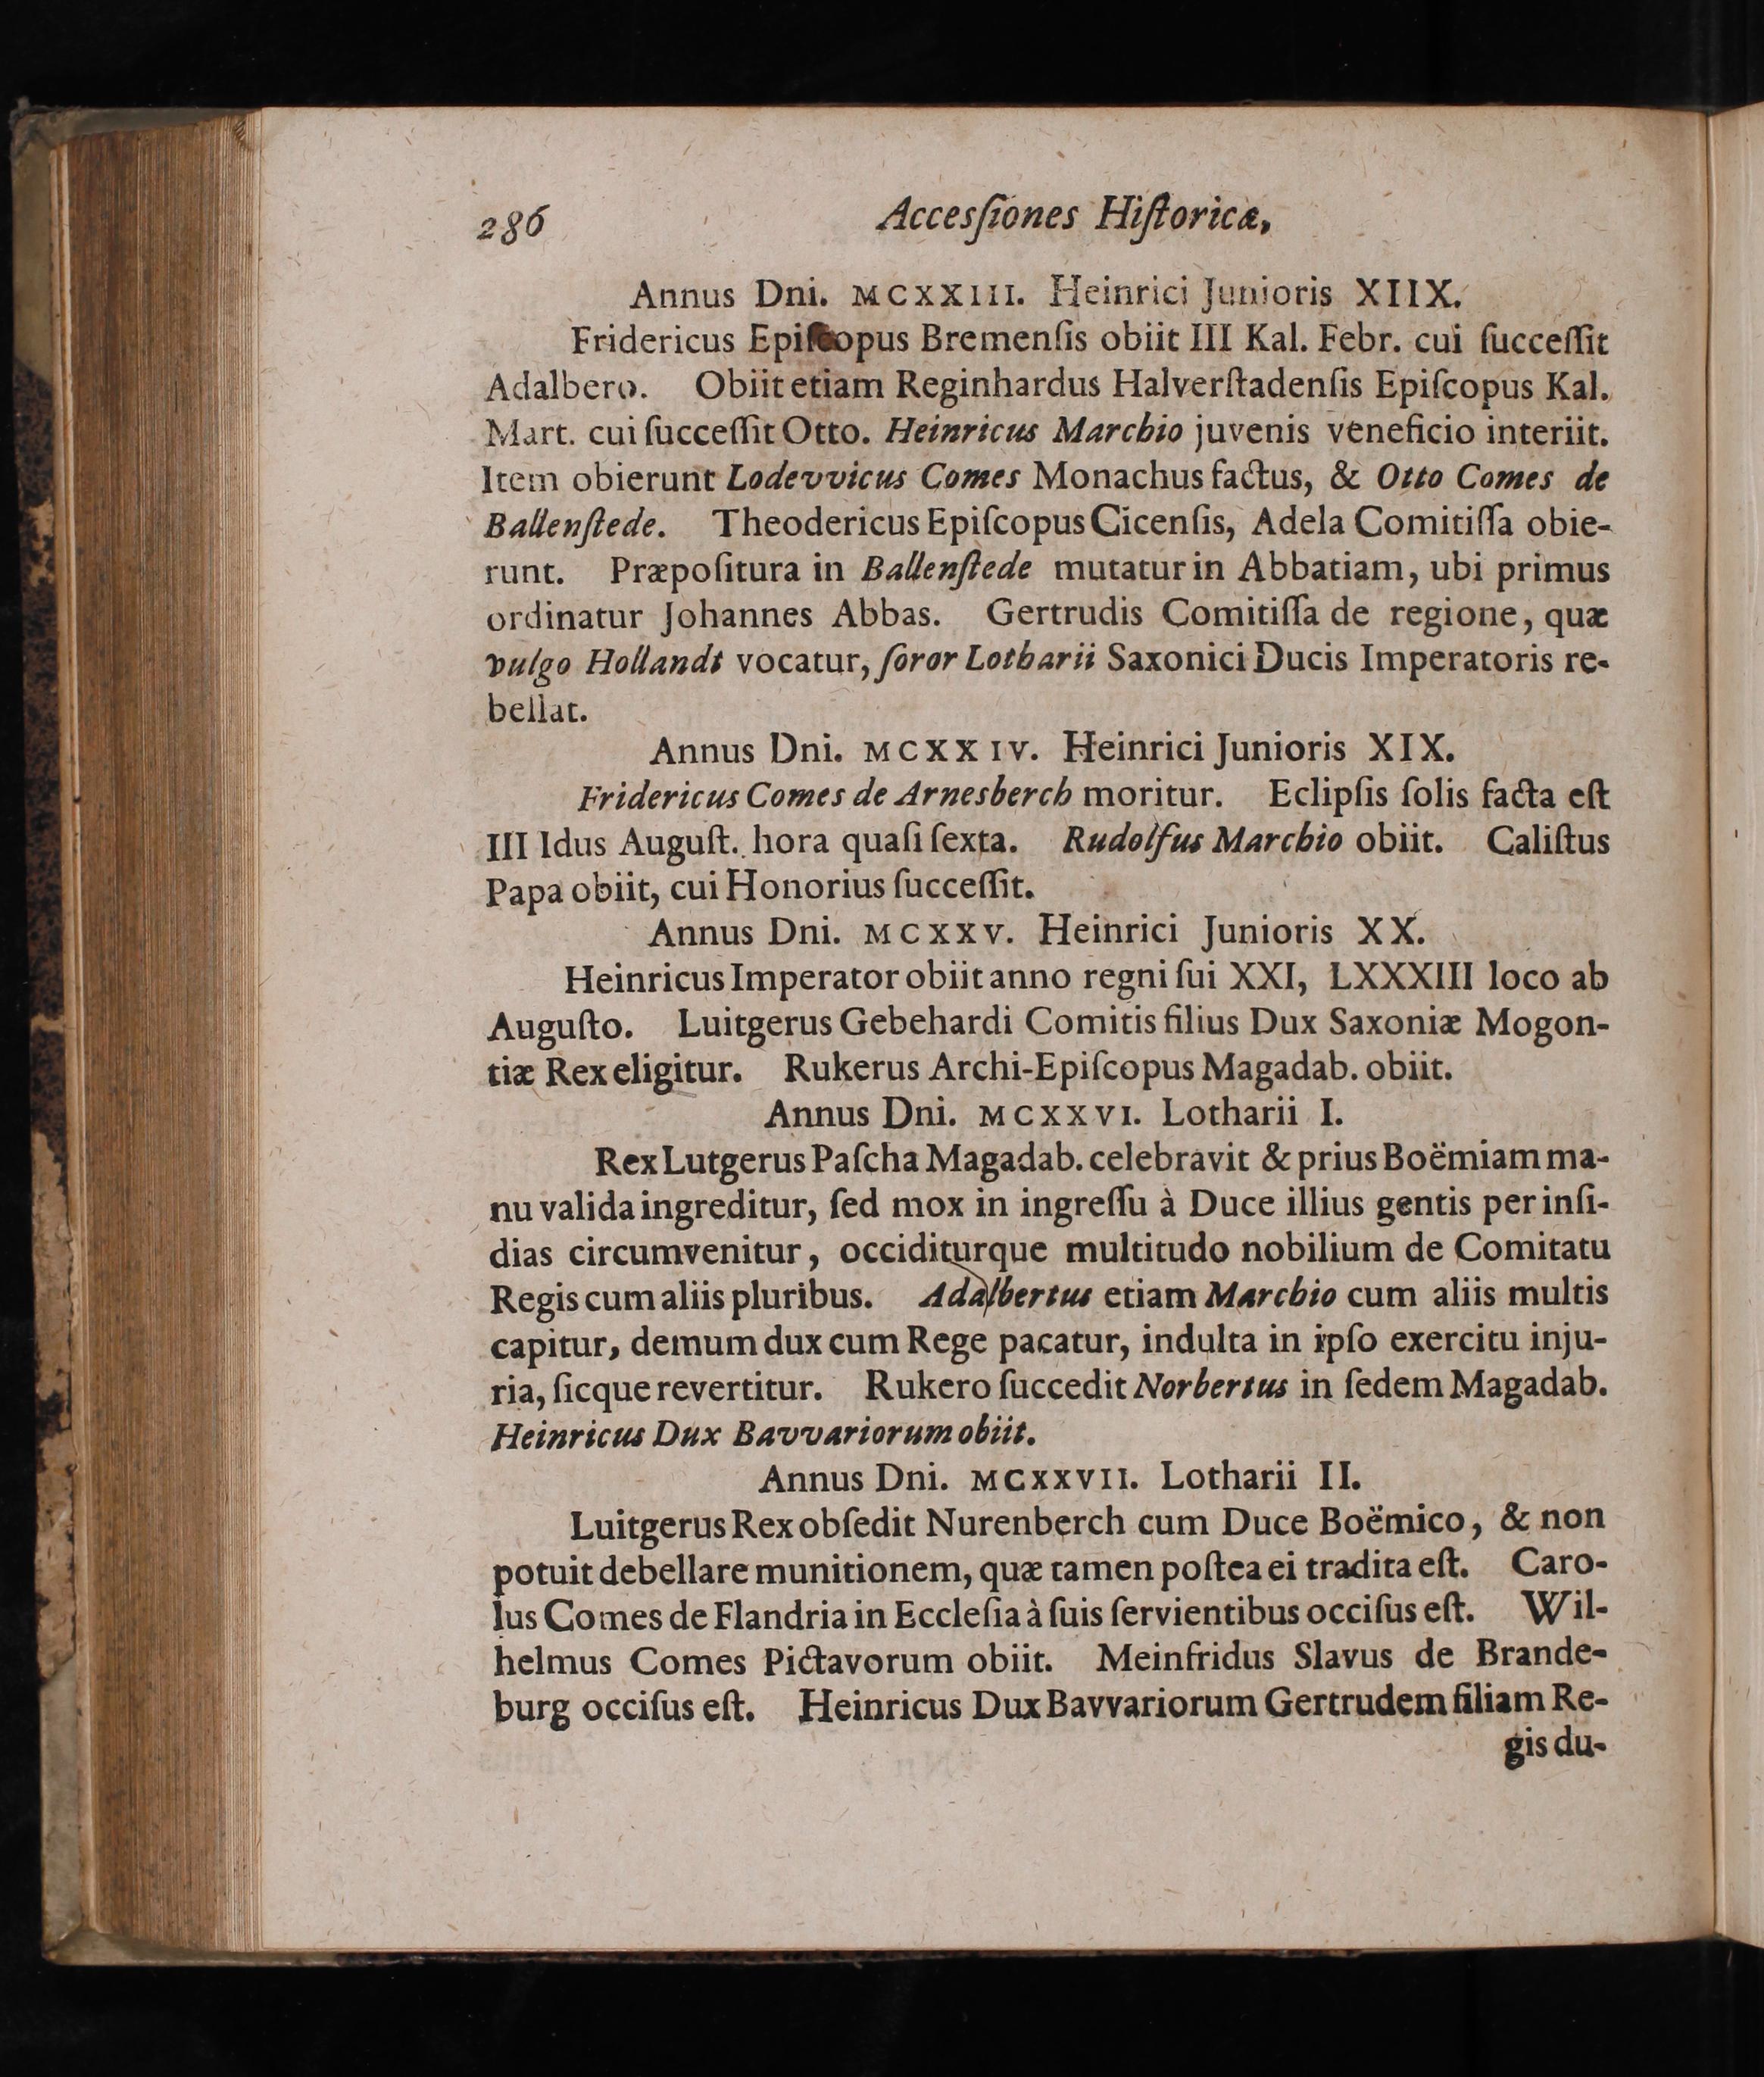 286 Accesſiones Hiſtoricæ,
Annus Dni. MCXXIII. Heinrici Junioris XIIX.
Fridericus Epiſcopus Bremenſis obiit III Kal. Febr. cui ſucceſſit
Adalbero. Obiit etiam Reginhardus Halverſtadenſis Epiſcopus Kal.
Mart. cui ſucceſſit Otto. Heinricus Marchio juvenis veneficio interiit.
Item obierunt Lodevvicus Comes Monachus factus, & Otto Comes de
Ballenſtede. Theodericus Epiſcopus Cicenſis, Adela Comitiſſa obie-
runt. Præpoſitura in Ballenſtede mutatur in Abbatiam, ubi primus
ordinatur Johannes Abbas. Gertrudis Comitiſſa de regione, quæ
vulgo Hollandt vocatur, ſoror Lotharii Saxonici Ducis Imperatoris re-
bellat.
Annus Dni. MCXXIV. Heinrici Junioris XIX.
Fridericus Comes de Arnesberch moritur. Eclipſis ſolis facta eſt
III Idus Auguſt. hora quaſi ſexta. Rudolfus Marchio obiit. Caliſtus
Papa obiit, cui Honorius ſucceſſit.
Annus Dni. MCXXV. Heinrici Junioris XX.
Heinricus Imperator obiit anno regni ſui XXI, LXXXIII loco ab
Auguſto. Luitgerus Gebehardi Comitis filius Dux Saxoniæ Mogon-
tiæ Rex eligitur. Rukerus Archi-Epiſcopus Magadab. obiit.
Annus Dni. MCXXVI. Lotharii I.
Rex Lutgerus Paſcha Magadab. celebravit & prius Boëmiam ma-
nu valida ingreditur, ſed mox in ingreſſu à Duce illius gentis per inſi-
dias circumvenitur, occiditurque multitudo nobilium de Comitatu
Regis cum aliis pluribus. Adalbertus etiam Marchio cum aliis multis
capitur, demum dux cum Rege pacatur, indulta in ipſo exercitu inju-
ria, ſicque revertitur. Rukero ſuccedit Norbertus in ſedem Magadab.
Heinricus Dux Bavvariorum obiit.
Annus Dni. MCXXVII. Lotharii II.
Luitgerus Rex obſedit Nurenberch cum Duce Boëmico, & non
potuit debellare munitionem, quæ tamen poſtea ei tradita eſt. Caro-
lus Comes de Flandria in Eccleſia à ſuis ſervientibus occiſus eſt. Wil-
helmus Comes Pictavorum obiit. Meinfridus Slavus de Brande-
burg occiſus eſt. Heinricus Dux Bavvariorum Gertrudem filiam Re-
gis du-